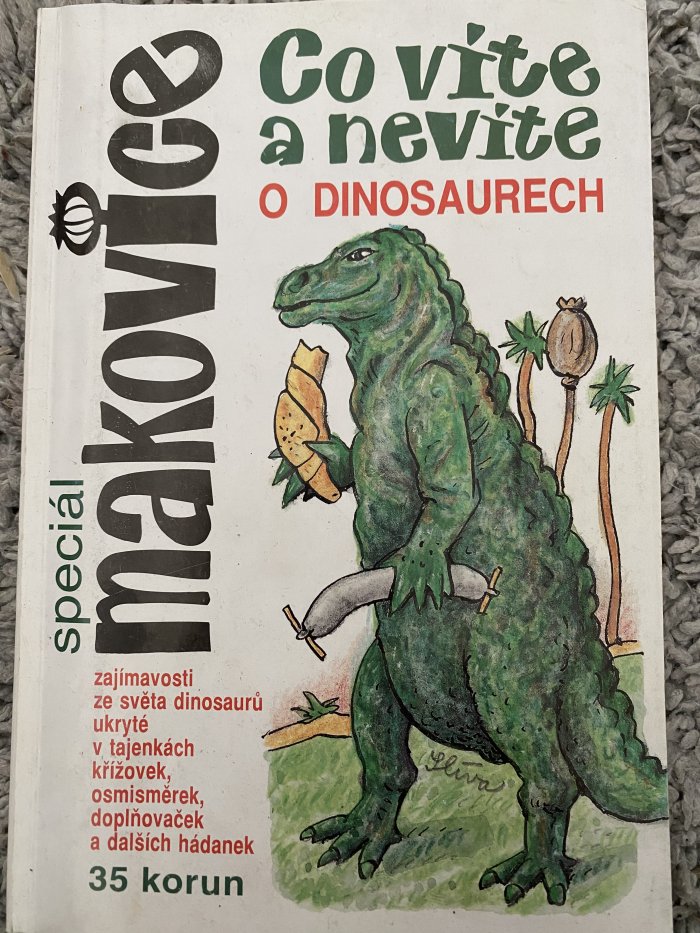 Co víte
a nevíte
O DINOSAURECH
speciál
makovice
zajímavosti
ze světa dinosaurů
ukryté
v tajenkách
křížovek,
osmisměrek,
doplňovaček
a dalších hádanek
35 korun
Slíva